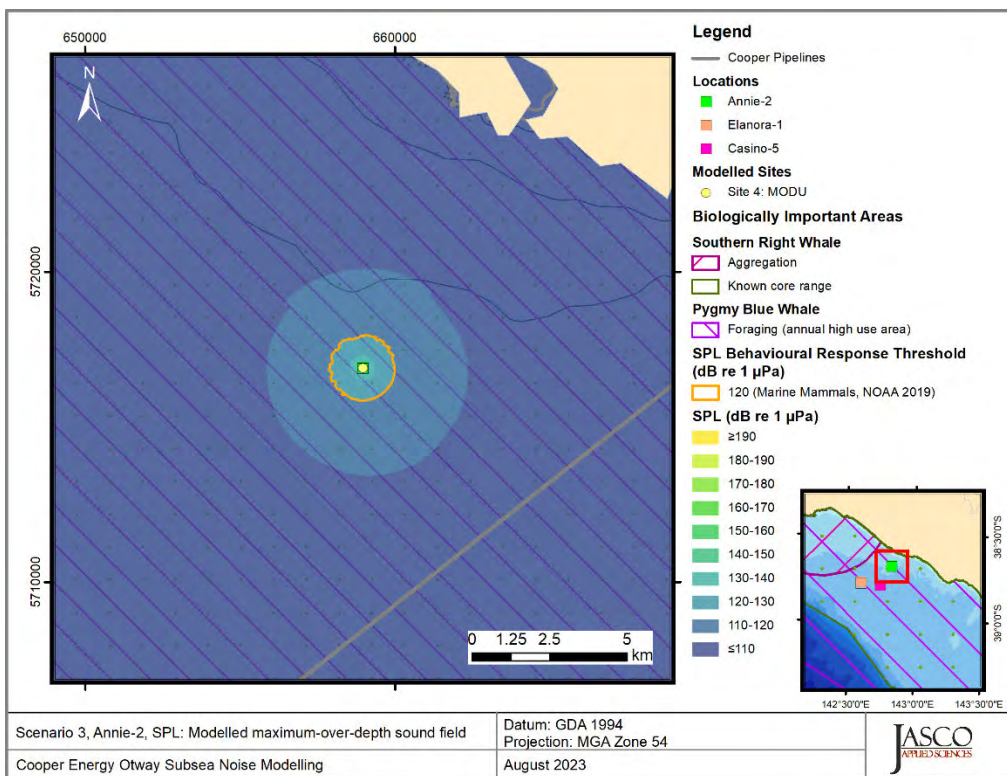 650000
660000
5720000
5710000
N
0 1.25 2.5 5
km
Legend
Cooper Pipelines
Locations
Annie-2
Elanora-1
Casino-5
Modelled Sites
Site 4: MODU
Biologically Important Areas
Southern Right Whale
Aggregation
Known core range
Pygmy Blue Whale
Foraging (annual high use area)
SPL Behavioural Response Threshold
(dB re 1 µPa)
120 (Marine Mammals, NOAA 2019)
SPL (dB re 1 µPa)
≥190
180-190
170-180
160-170
150-160
140-150
130-140
120-130
110-120
≤110
38°30'0"S
39°0'0"S
142°30'0"E
143°0'0"E
143°30'0"E
Scenario 3, Annie-2, SPL: Modelled maximum-over-depth sound field
Cooper Energy Otway Subsea Noise Modelling
Datum: GDA 1994
Projection: MGA Zone 54
August 2023
JASCO
APPLIED SCIENCES